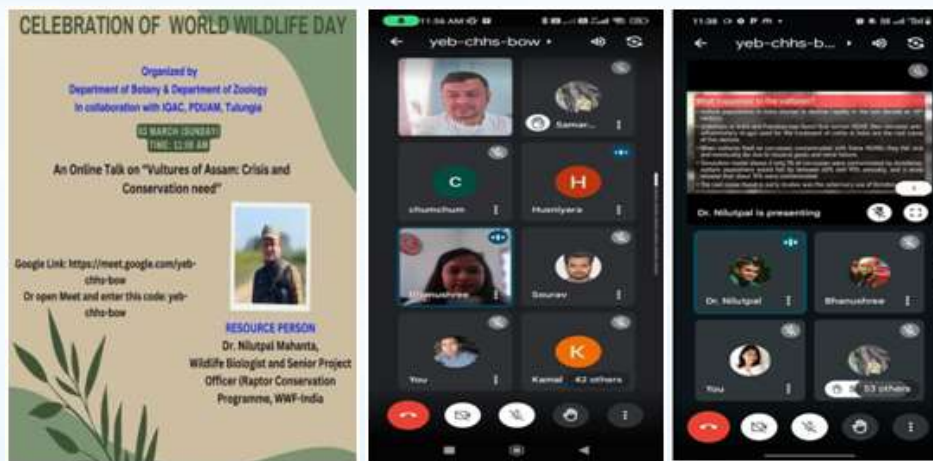 CELEBRATION OF WORLD WILDLIFE DAY
Organized by
Department of Botany & Department of Zoology
In collaboration with IQAC, PDUAM, Tulungia
03 MARCH (SUNDAY)
TIME: 11:00 AM
An Online Talk on "Vultures of Assam: Crisis and
Conservation need"
Google Link: https://meet.google.com/yeb-
chhs-bow
Or open Meet and enter this code: yeb-
chhs-bow
RESOURCE PERSON
Dr. Nilutpal Mahanta,
Wildlife Biologist and Senior Project
Officer (Raptor Conservation
Programme, WWF-India
11:56 AM
yeb-chhs-bow
Samar...
C
chumchum
H
Husniyara
Bhanushree
Sourav
You
K
Kamal
42 others
11:38
yeb-chhs-b...
What happened to the vultures?
Dr. Nilutpal is presenting
Dr. Nilutpal
Bhanushree
You
53 others